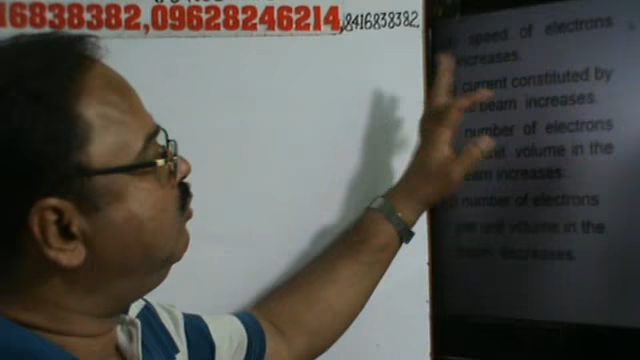 16838382,09628246214,8416838382
speed of electrons
increases.
current constituted by
beam increases.
number of electrons
unit volume in the
beam increases.
number of electrons
per unit volume in the
beam decreases.